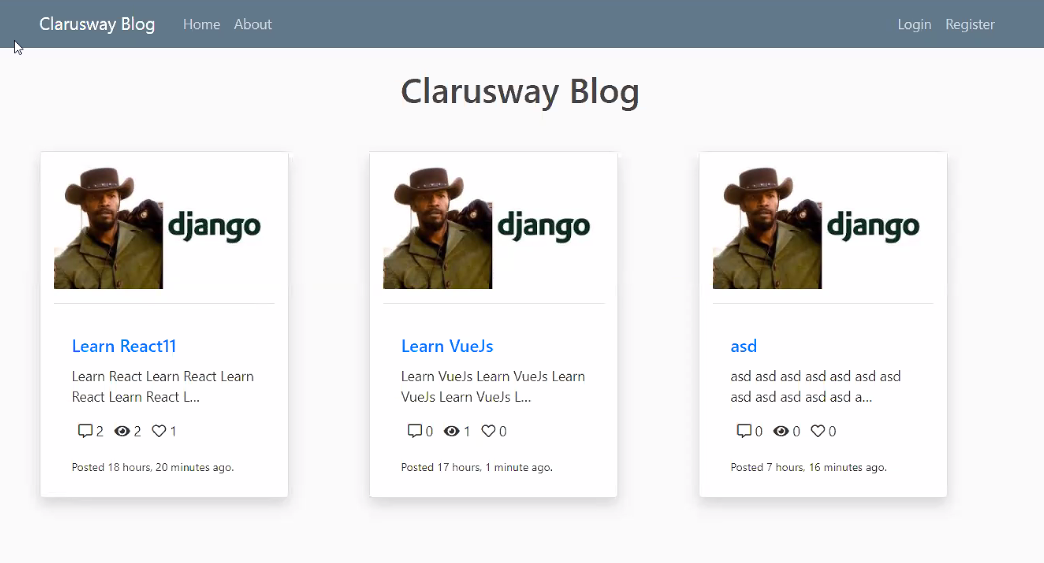 Clarusway Blog Home About Login Register
Clarusway Blog
django
django
django
Learn React11
Learn React Learn React Learn
React Learn React L...
2 2 1
Posted 18 hours, 20 minutes ago.
Learn VueJs
Learn VueJs Learn VueJs Learn
VueJs Learn VueJs L...
0 1 0
Posted 17 hours, 1 minute ago.
asd
asd asd asd asd asd asd asd
asd asd asd asd asd a...
0 0 0
Posted 7 hours, 16 minutes ago.